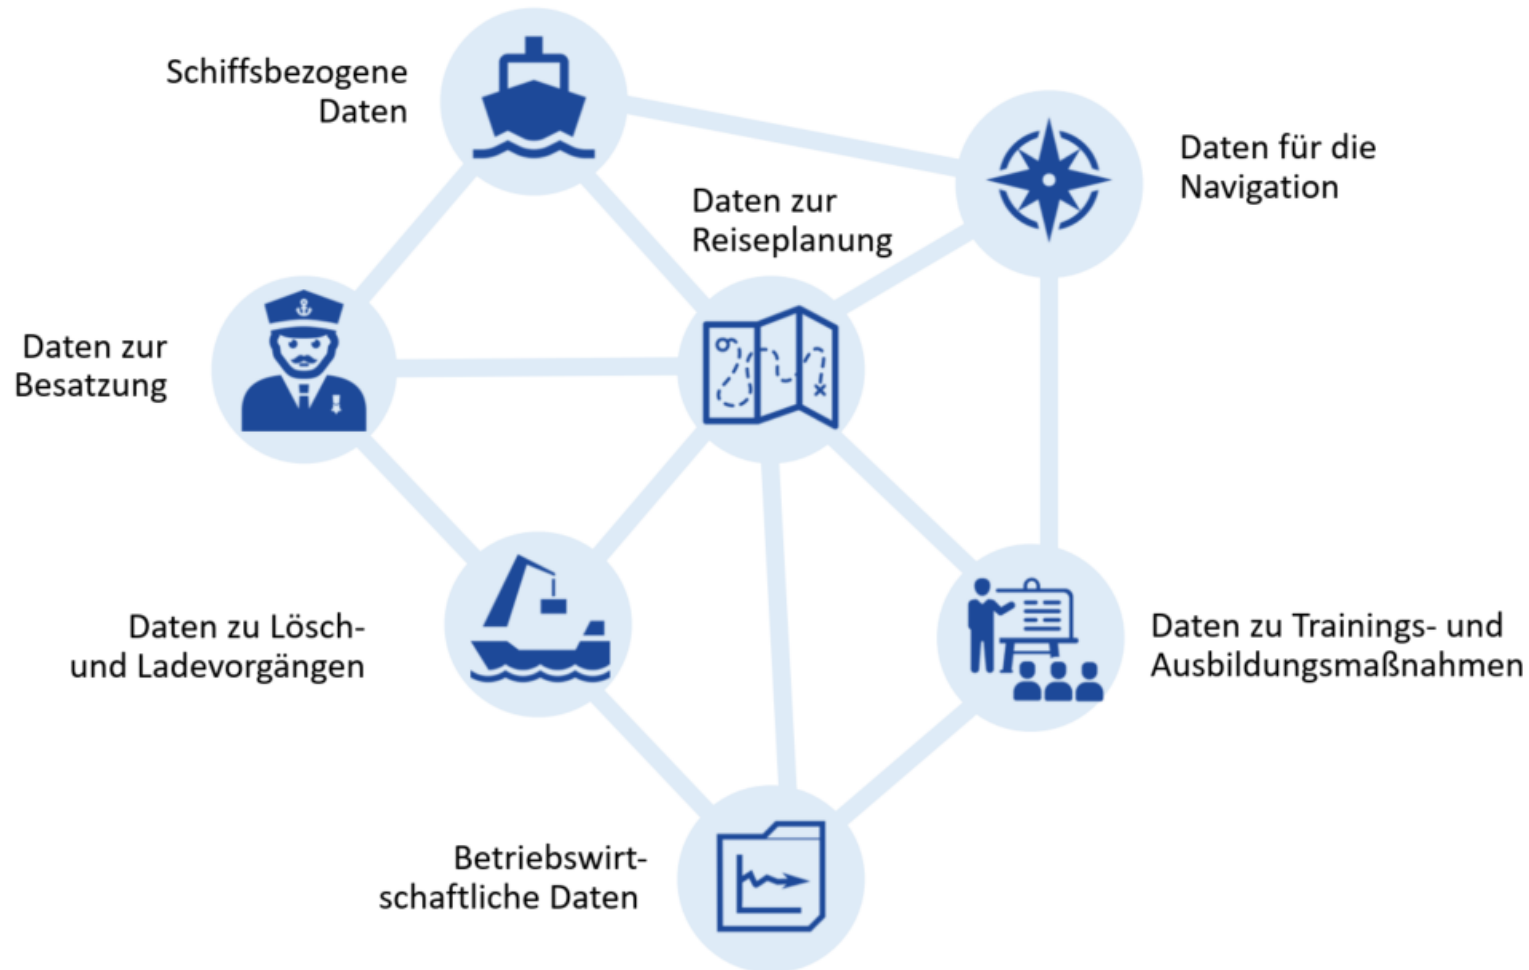 Schiffsbezogene
Daten
Daten für die
Navigation
Daten zur
Reiseplanung
Daten zur
Besatzung
Daten zu Lösch-
und Ladevorgängen
Daten zu Trainings- und
Ausbildungsmaßnahmen
Betriebswirt-
schaftliche Daten